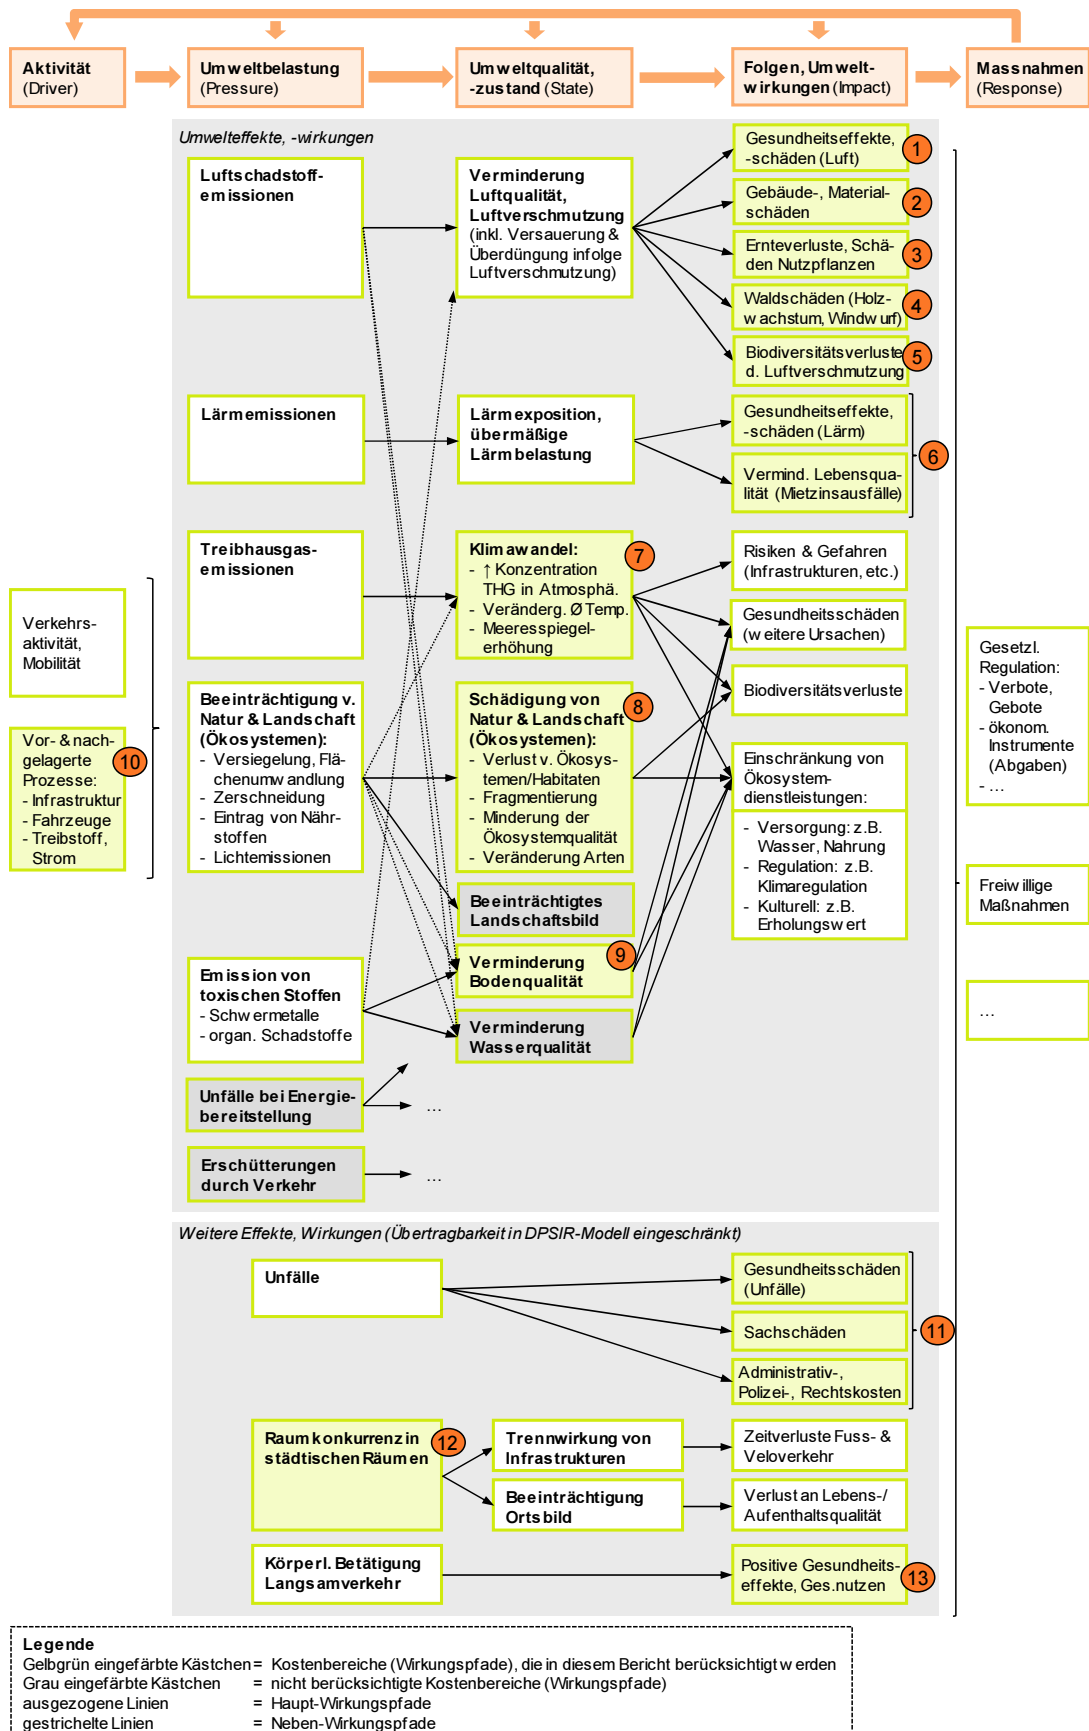 Aktivität
(Driver)
Umweltbelastung
(Pressure)
Umweltqualität,
-zustand (State)
Folgen, Umwelt-
wirkungen (Impact)
Massnahmen
(Response)
Umwelteffekte, -wirkungen
Luftschadstoff-
emissionen
Verminderung
Luftqualität,
Luftverschmutzung
(inkl. Versauerung &
Überdüngung infolge
Luftverschmutzung)
Gesundheitseffekte,
-schäden (Luft)
1
Gebäude-, Material-
schäden
2
Ernteverluste, Schä-
den Nutzpflanzen
3
Waldschäden (Holz-
wachstum, Windwurf)
4
Biodiversitätsverluste
d. Luftverschmutzung
5
Lärmemissionen
Lärmexposition,
übermäßige
Lärmbelastung
Gesundheitseffekte,
-schäden (Lärm)
Vermind. Lebensqua-
lität (Mietzinsausfälle)
6
Treibhausgas-
emissionen
Klimawandel:
- ↑ Konzentration
THG in Atmosphä.
- Veränderg. Ø Temp.
- Meeresspiegel-
erhöhung
7
Risiken & Gefahren
(Infrastrukturen, etc.)
Gesundheitsschäden
(weitere Ursachen)
Biodiversitätsverluste
Verkehrs-
aktivität,
Mobilität
Vor- & nach-
gelagerte
Prozesse:
- Infrastruktur
- Fahrzeuge
- Treibstoff,
Strom
10
Beeinträchtigung v.
Natur & Landschaft
(Ökosystemen):
- Versiegelung, Flä-
chenumwandlung
- Zerschneidung
- Eintrag von Nähr-
stoffen
- Lichtemissionen
Schädigung von
Natur & Landschaft
(Ökosystemen):
- Verlust v. Ökosys-
temen/Habitaten
- Fragmentierung
- Minderung der
Ökosystemqualität
- Veränderung Arten
8
Einschränkung von
Ökosystem-
dienstleistungen:
- Versorgung: z.B.
Wasser, Nahrung
- Regulation: z.B.
Klimaregulation
- Kulturell: z.B.
Erholungswert
Gesetzl.
Regulation:
- Verbote,
Gebote
- ökonom.
Instrumente
(Abgaben)
- ...
Freiwillige
Maßnahmen
...
Beeinträchtigtes
Landschaftsbild
Verminderung
Bodenqualität
9
Emission von
toxischen Stoffen
- Schwermetalle
- organ. Schadstoffe
Verminderung
Wasserqualität
Unfälle bei Energie-
bereitstellung
...
Erschütterungen
durch Verkehr
...
Weitere Effekte, Wirkungen (Übertragbarkeit in DPSIR-Modell eingeschränkt)
Unfälle
Gesundheitsschäden
(Unfälle)
Sachschäden
Administrativ-,
Polizei-, Rechtskosten
11
Raumkonkurrenz in
städtischen Räumen
12
Trennwirkung von
Infrastrukturen
Zeitverluste Fuss- &
Veloverkehr
Beeinträchtigung
Ortsbild
Verlust an Lebens-/
Aufenthaltsqualität
Körperl. Betätigung
Langsamverkehr
Positive Gesundheits-
effekte, Ges.nutzen
13
Legende
Gelbgrün eingefärbte Kästchen = Kostenbereiche (Wirkungspfade), die in diesem Bericht berücksichtigt werden
Grau eingefärbte Kästchen = nicht berücksichtigte Kostenbereiche (Wirkungspfade)
ausgezogene Linien = Haupt-Wirkungspfade
gestrichelte Linien = Neben-Wirkungspfade